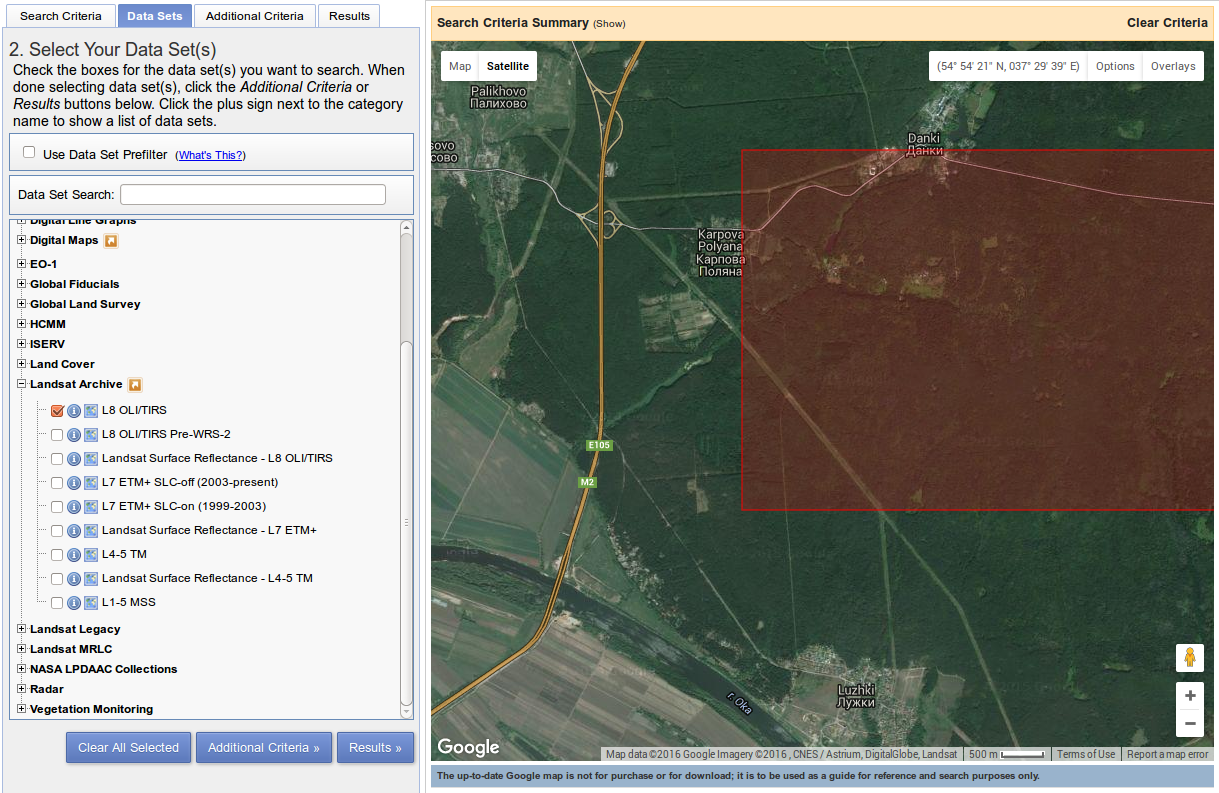 Search Criteria
Data Sets
Additional Criteria
Results
2. Select Your Data Set(s)
Check the boxes for the data set(s) you want to search. When
done selecting data set(s), click the Additional Criteria or
Results buttons below. Click the plus sign next to the category
name to show a list of data sets.
Use Data Set Prefilter (What's This?)
Data Set Search:
Digital Line Graphs
Digital Maps
EO-1
Global Fiducials
Global Land Survey
HCMM
ISERV
Land Cover
Landsat Archive
L8 OLI/TIRS
L8 OLI/TIRS Pre-WRS-2
Landsat Surface Reflectance - L8 OLI/TIRS
L7 ETM+ SLC-off (2003-present)
L7 ETM+ SLC-on (1999-2003)
Landsat Surface Reflectance - L7 ETM+
L4-5 TM
Landsat Surface Reflectance - L4-5 TM
L1-5 MSS
Landsat Legacy
Landsat MRLC
NASA LPDAAC Collections
Radar
Vegetation Monitoring
Clear All Selected
Additional Criteria »
Results »
Search Criteria Summary (Show)
Clear Criteria
Map
Satellite
(54° 54' 21" N, 037° 29' 39" E)
Options
Overlays
Palikhovo
Палихово
sovo
сово
Danki
Данки
Karpova
Polyana
Карпова
Поляна
E105
M2
г. Oka
Luzhki
Лужки
Google
Map data ©2016 Google Imagery ©2016 , CNES / Astrium, DigitalGlobe, Landsat
500 m
Terms of Use
Report a map error
The up-to-date Google map is not for purchase or for download; it is to be used as a guide for reference and search purposes only.